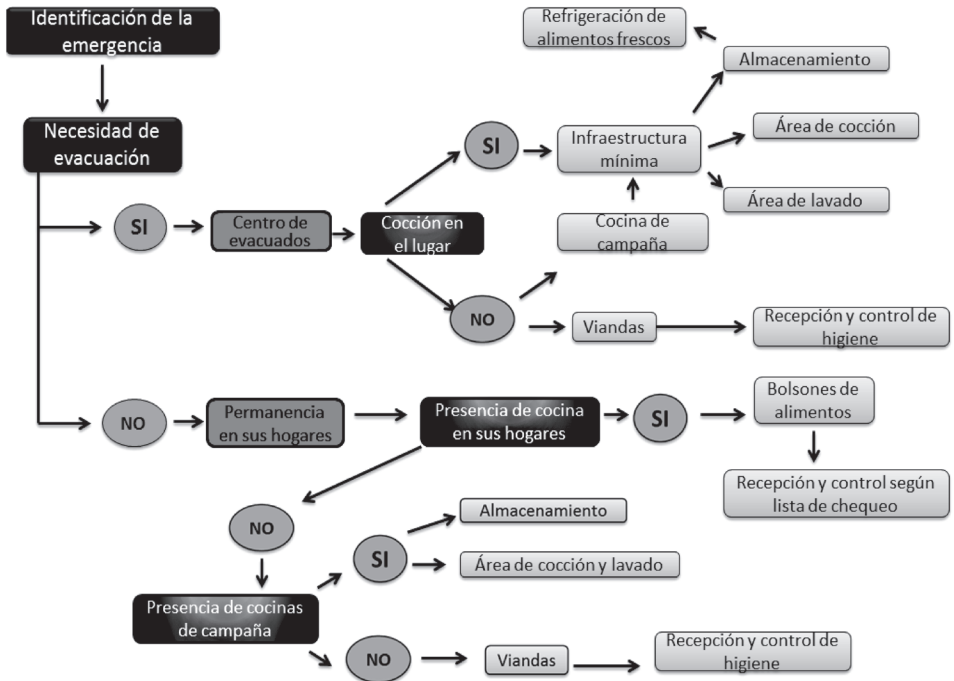 Identificación de la
emergencia
Refrigeración de
alimentos frescos
Almacenamiento
Necesidad de
evacuación
SI
Infraestructura
mínima
Área de cocción
Área de lavado
SI
Centro de
evacuados
Cocción en
el lugar
Cocina de
campaña
NO
Viandas
Recepción y control de
higiene
NO
Permanencia
en sus hogares
Presencia de cocina
en sus hogares
SI
Bolsones de
alimentos
Recepción y control según
lista de chequeo
NO
SI
Almacenamiento
Área de cocción y lavado
Presencia de cocinas
de campaña
NO
Viandas
Recepción y control de
higiene